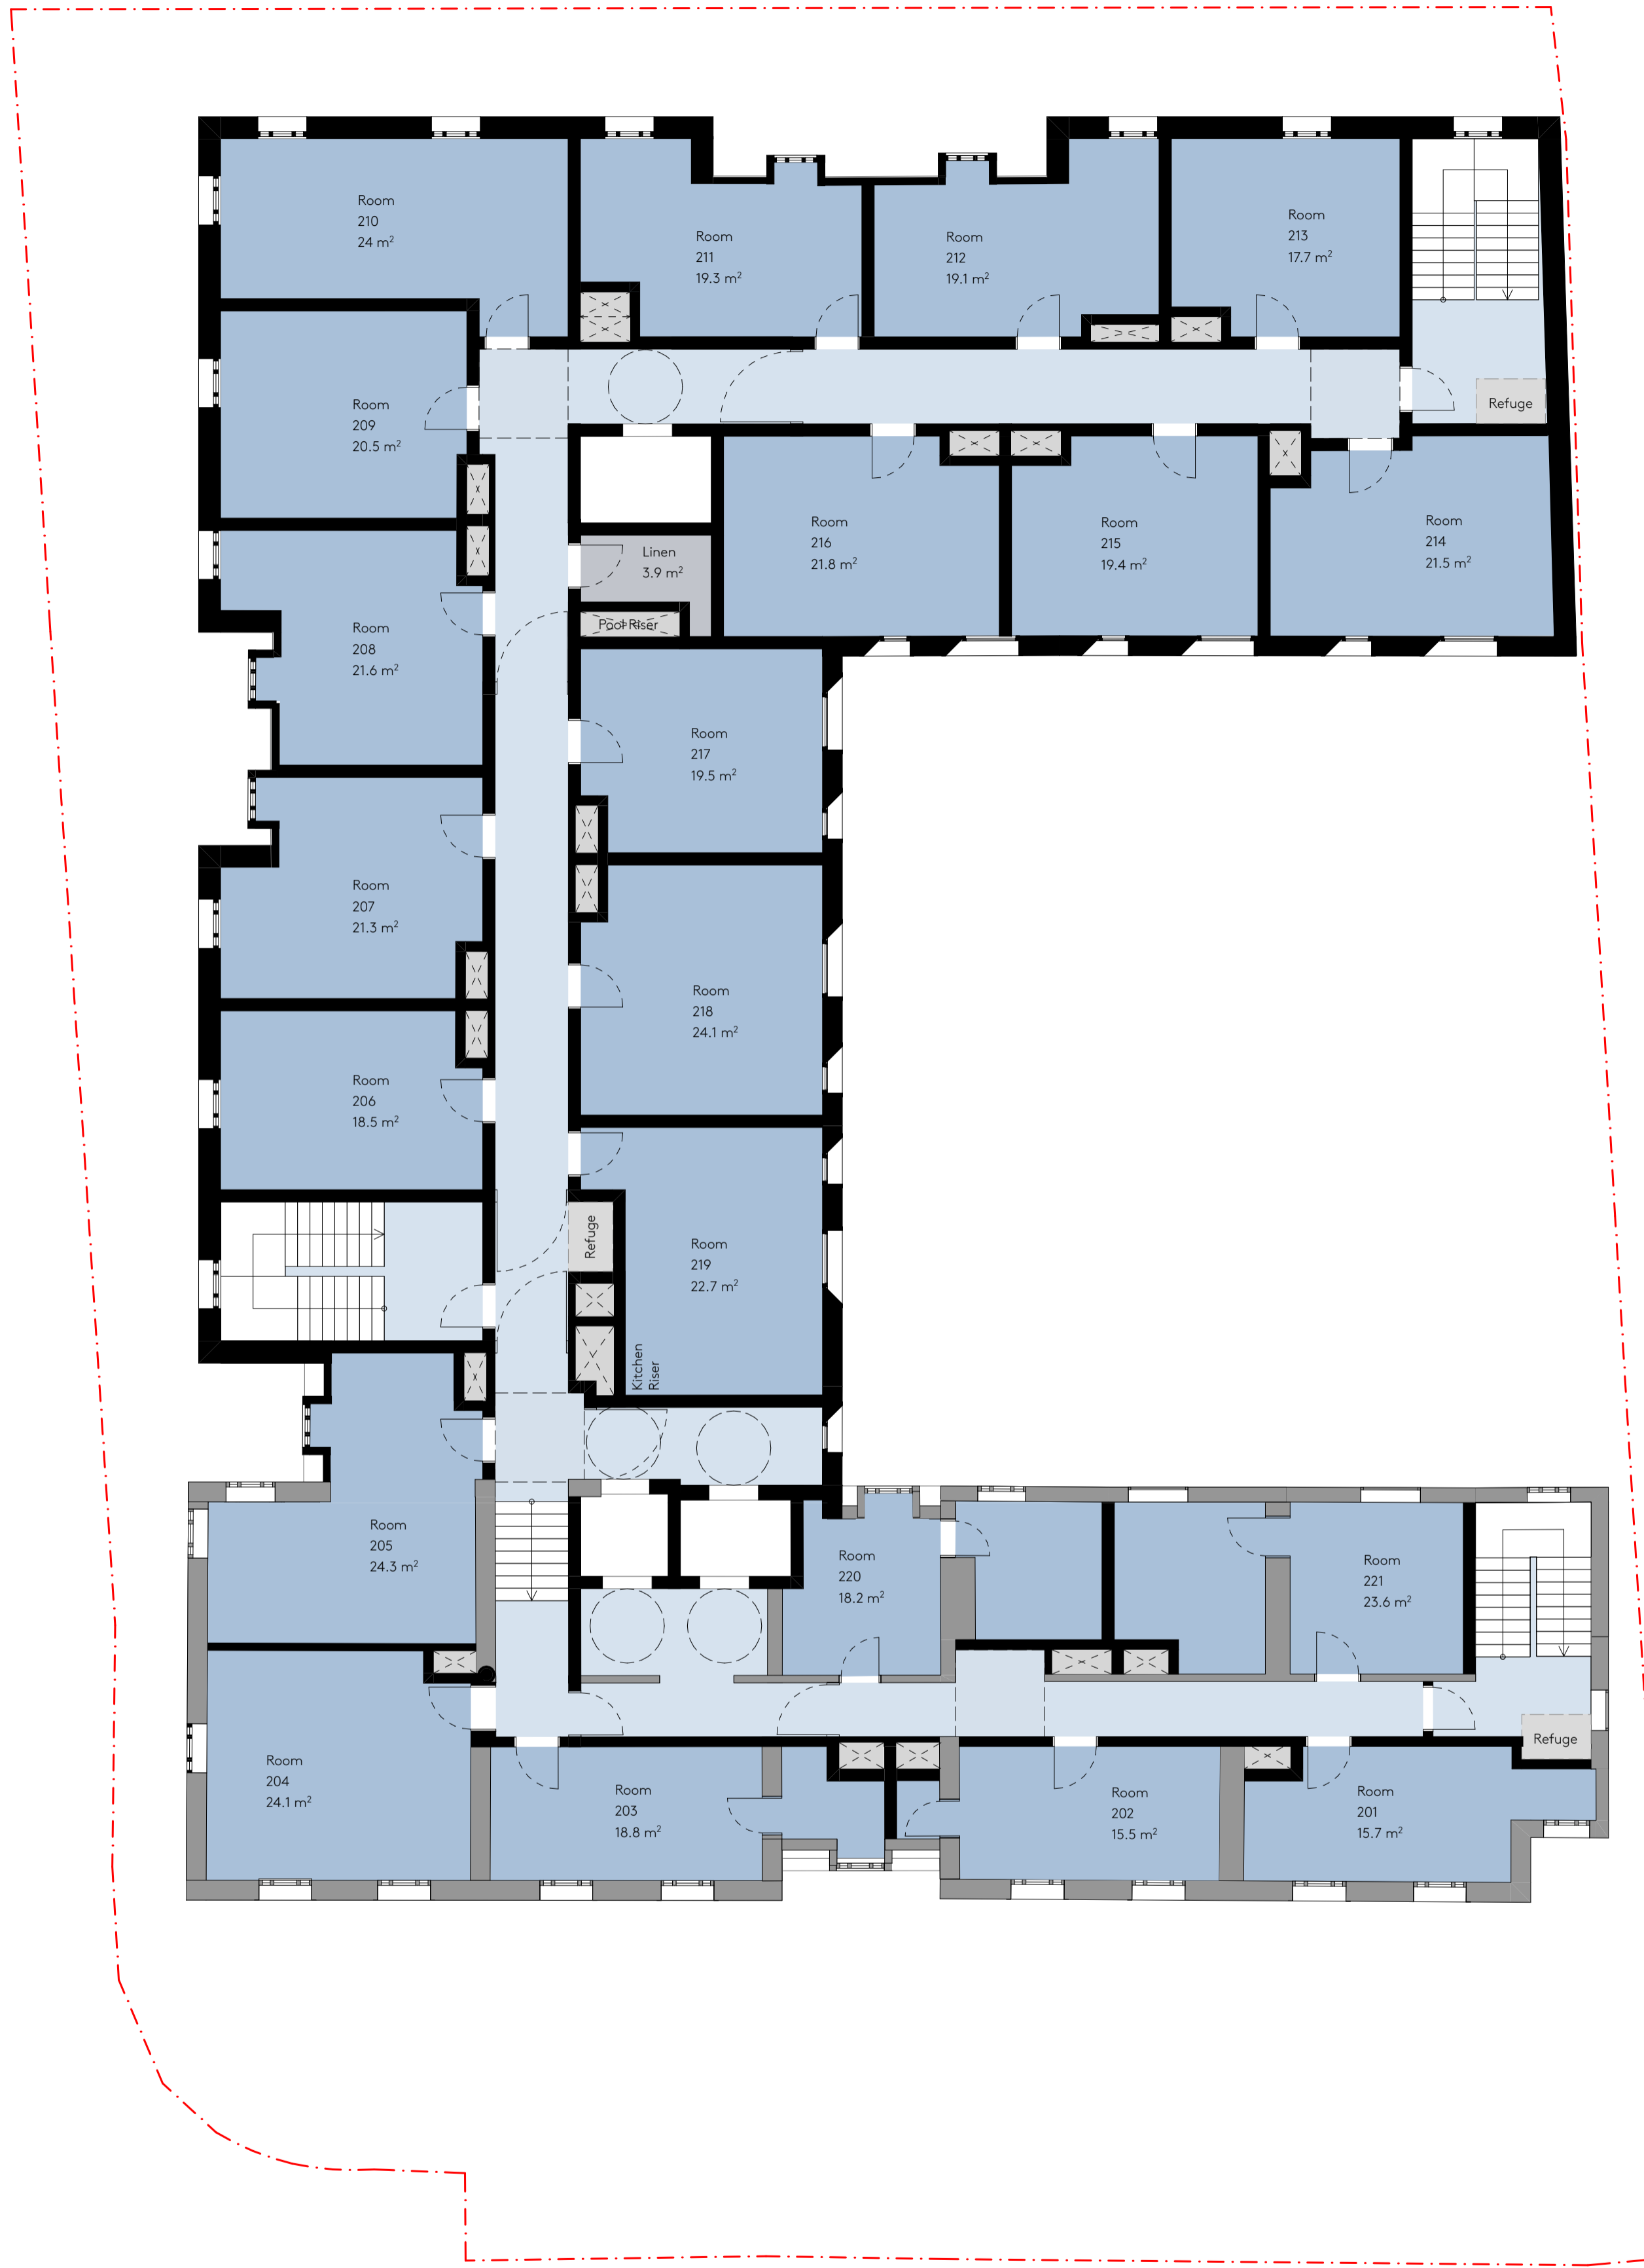 Room
210
24 m²
Room
211
19.3 m²
Room
212
19.1 m²
Room
213
17.7 m²
Refuge
Room
209
20.5 m²
Room
216
21.8 m²
Room
215
19.4 m²
Room
214
21.5 m²
Linen
3.9 m²
Pool Riser
Room
208
21.6 m²
Room
217
19.5 m²
Room
207
21.3 m²
Room
218
24.1 m²
Room
206
18.5 m²
Refuge
Room
219
22.7 m²
Kitchen
Riser
Room
205
24.3 m²
Room
220
18.2 m²
Room
221
23.6 m²
Refuge
Room
204
24.1 m²
Room
203
18.8 m²
Room
202
15.5 m²
Room
201
15.7 m²